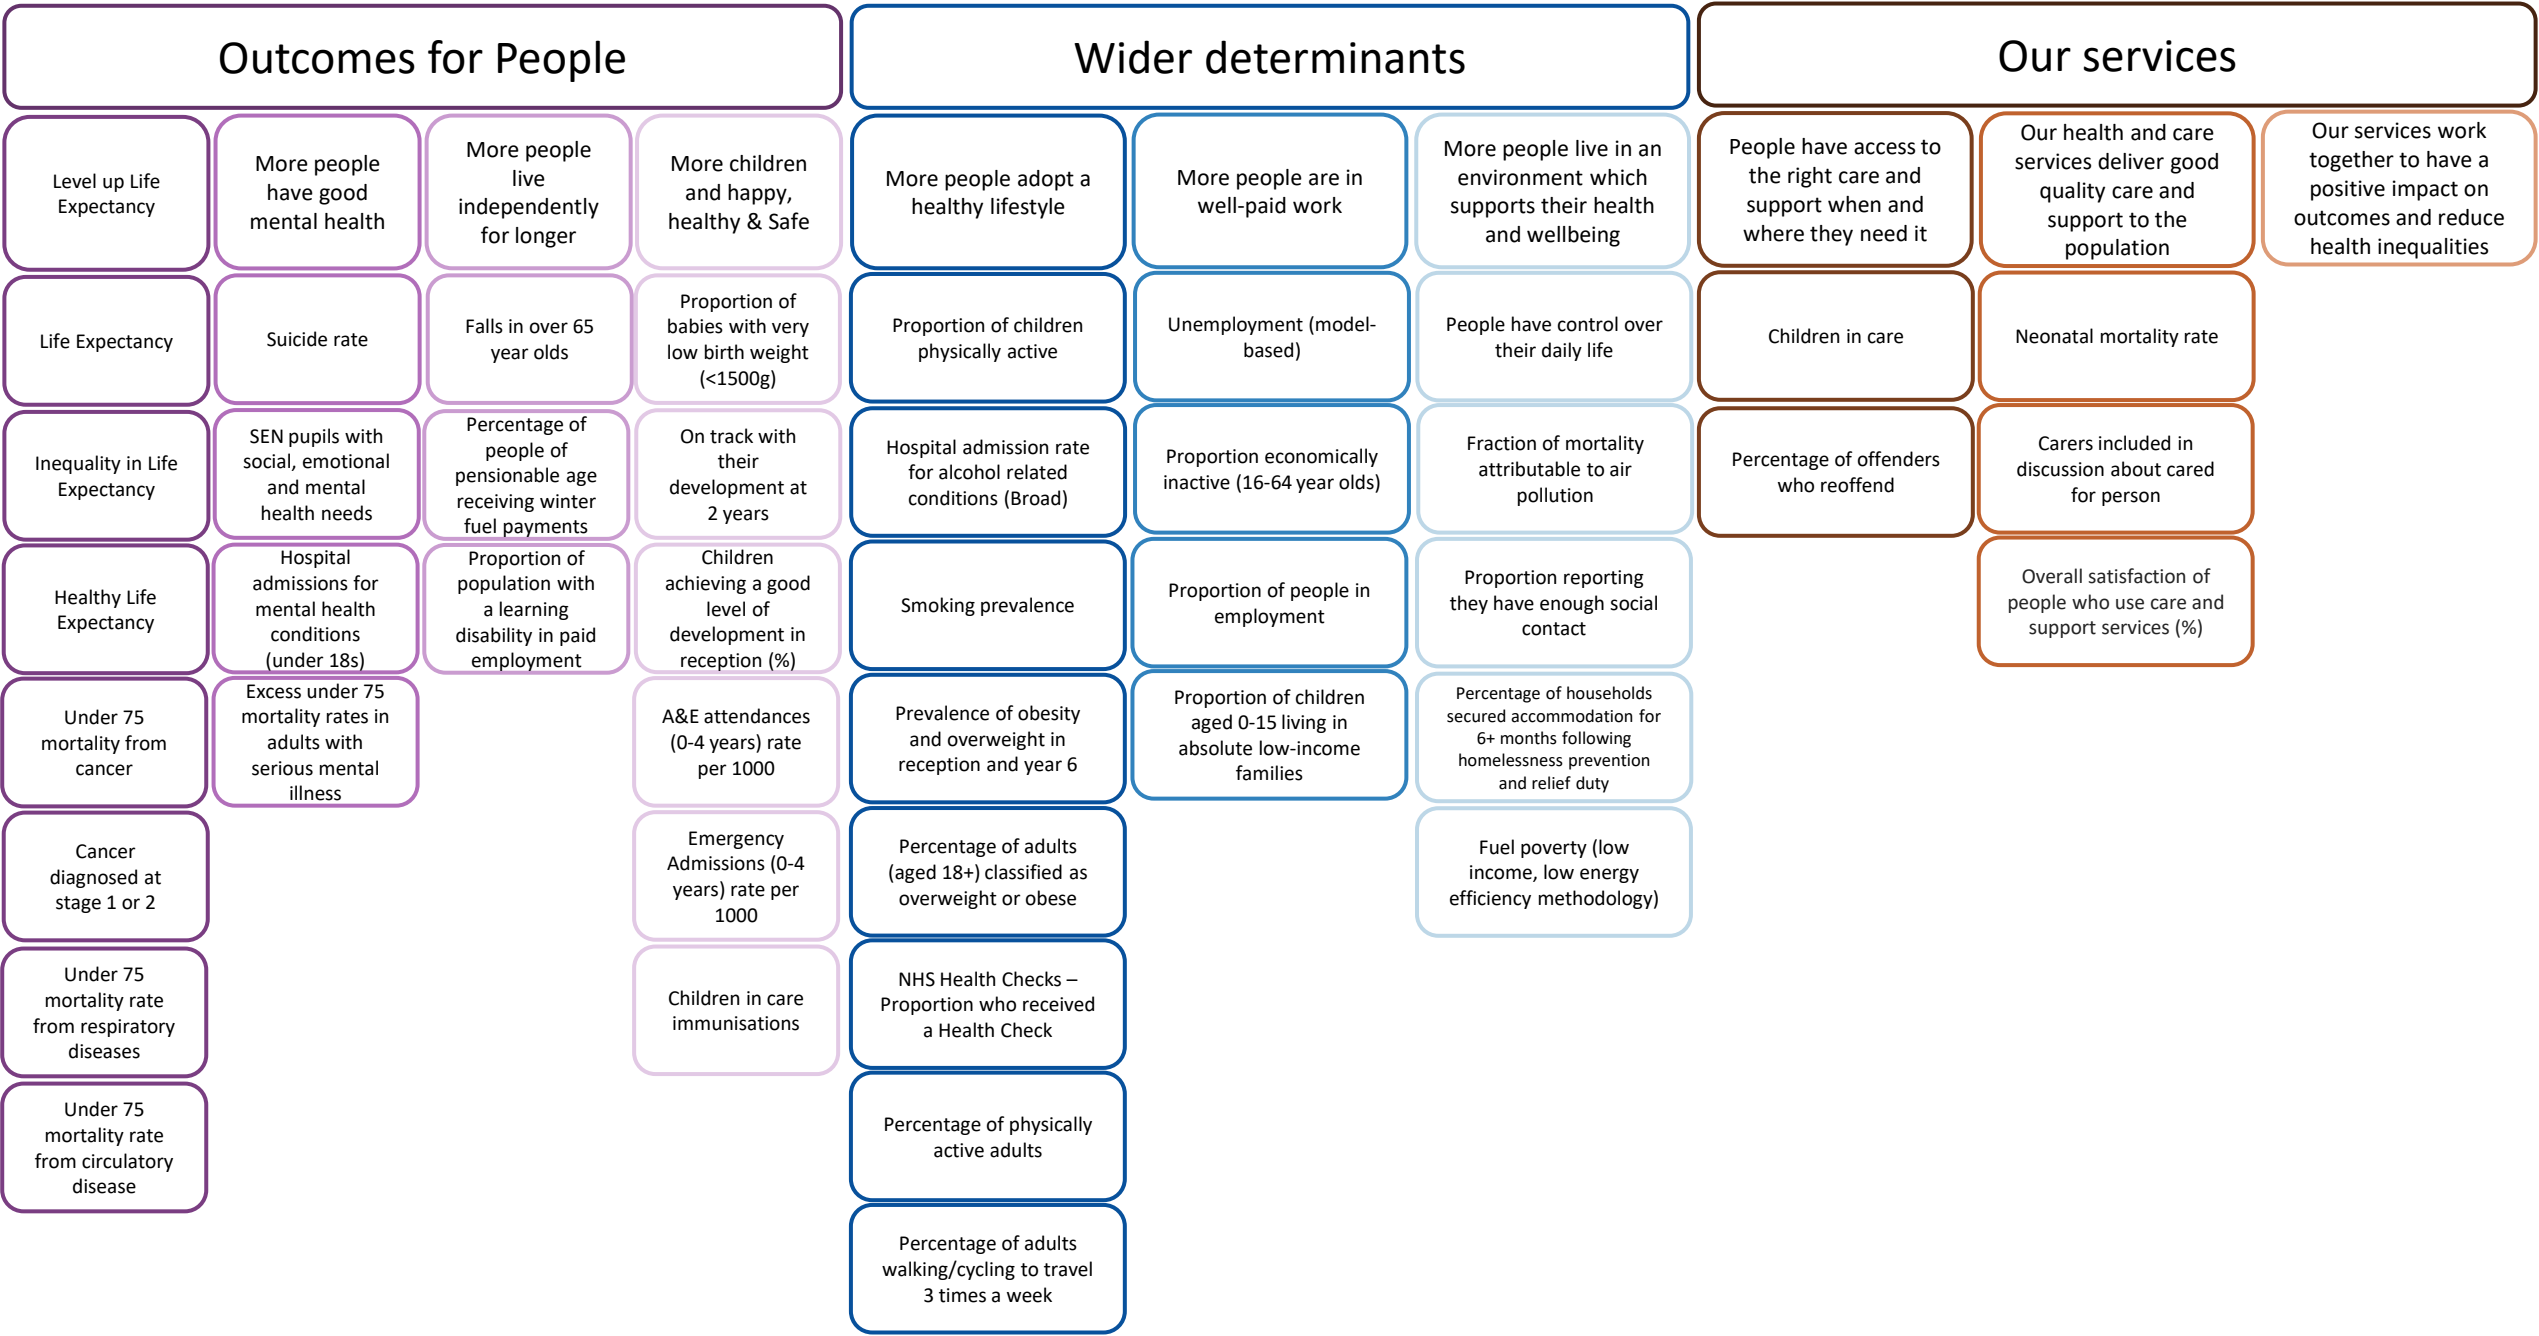 Outcomes for People
Level up Life
Expectancy
Life Expectancy
Inequality in Life
Expectancy
Healthy Life
Expectancy
Under 75
mortality from
cancer
Cancer
diagnosed at
stage 1 or 2
Under 75
mortality rate
from respiratory
diseases
Under 75
mortality rate
from circulatory
disease
More people
have good
mental health
Suicide rate
SEN pupils with
social, emotional
and mental
health needs
Hospital
admissions for
mental health
conditions
(under 18s)
Excess under 75
mortality rates in
adults with
serious mental
illness
More people
live
independently
for longer
Falls in over 65
year olds
Percentage of
people of
pensionable age
receiving winter
fuel payments
Proportion of
population with
a learning
disability in paid
employment
More children
and happy,
healthy & Safe
Proportion of
babies with very
low birth weight
(<1500g)
On track with
their
development at
2 years
Children
achieving a good
level of
development in
reception (%)
A&E attendances
(0-4 years) rate
per 1000
Emergency
Admissions (0-4
years) rate per
1000
Children in care
immunisations
Wider determinants
More people adopt a
healthy lifestyle
Proportion of children
physically active
Hospital admission rate
for alcohol related
conditions (Broad)
Smoking prevalence
Prevalence of obesity
and overweight in
reception and year 6
Percentage of adults
(aged 18+) classified as
overweight or obese
NHS Health Checks –
Proportion who received
a Health Check
Percentage of physically
active adults
Percentage of adults
walking/cycling to travel
3 times a week
More people are in
well-paid work
Unemployment (model-
based)
Proportion economically
inactive (16-64 year olds)
Proportion of people in
employment
Proportion of children
aged 0-15 living in
absolute low-income
families
More people live in an
environment which
supports their health
and wellbeing
People have control over
their daily life
Fraction of mortality
attributable to air
pollution
Proportion reporting
they have enough social
contact
Percentage of households
secured accommodation for
6+ months following
homelessness prevention
and relief duty
Fuel poverty (low
income, low energy
efficiency methodology)
Our services
People have access to
the right care and
support when and
where they need it
Children in care
Percentage of offenders
who reoffend
Our health and care
services deliver good
quality care and
support to the
population
Neonatal mortality rate
Carers included in
discussion about cared
for person
Overall satisfaction of
people who use care and
support services (%)
Our services work
together to have a
positive impact on
outcomes and reduce
health inequalities